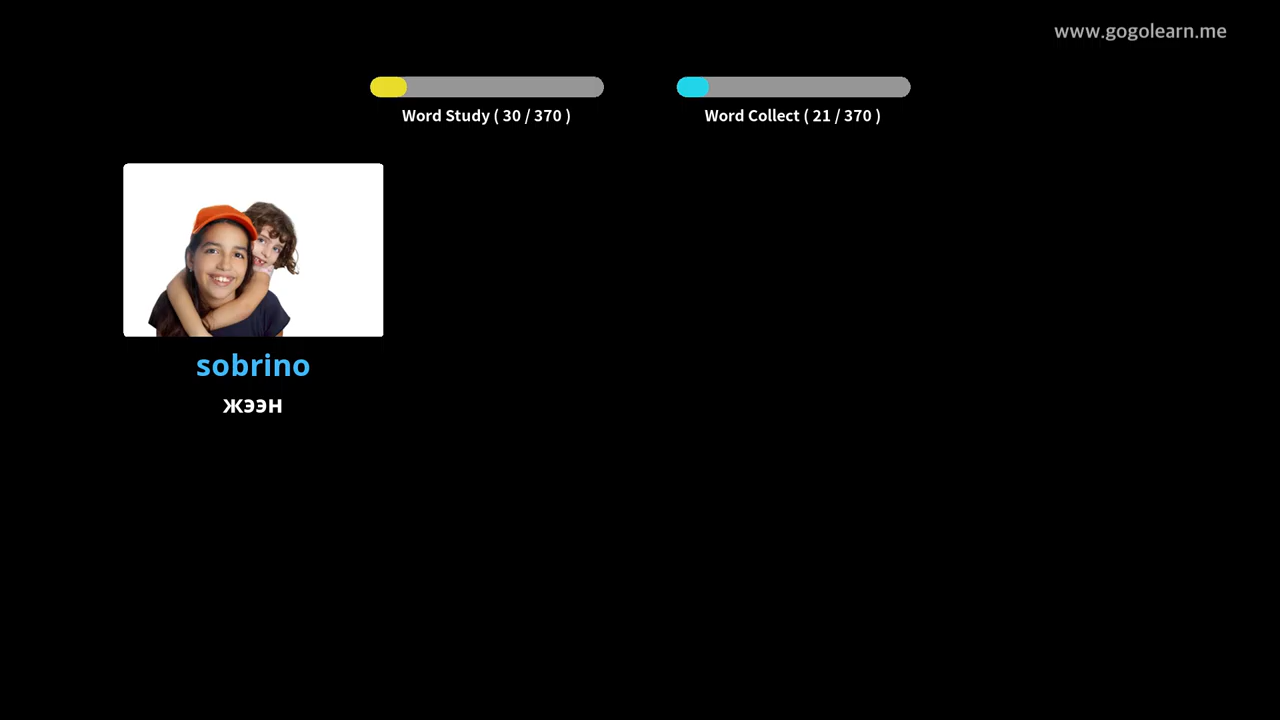 www.gogolearn.me
Word Study ( 30 / 370 )
Word Collect ( 21 / 370 )
sobrino
жээн